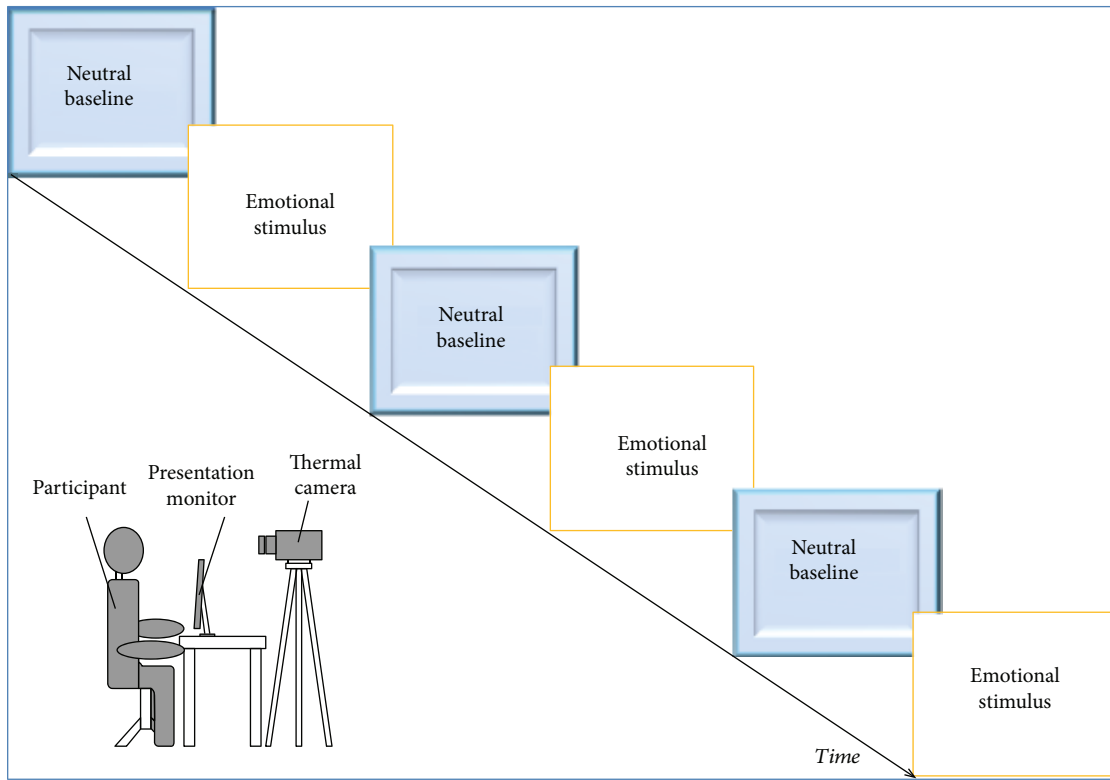 Neutral
baseline
Emotional
stimulus
Neutral
baseline
Emotional
stimulus
Neutral
baseline
Emotional
stimulus
Participant
Presentation
monitor
Thermal
camera
Time